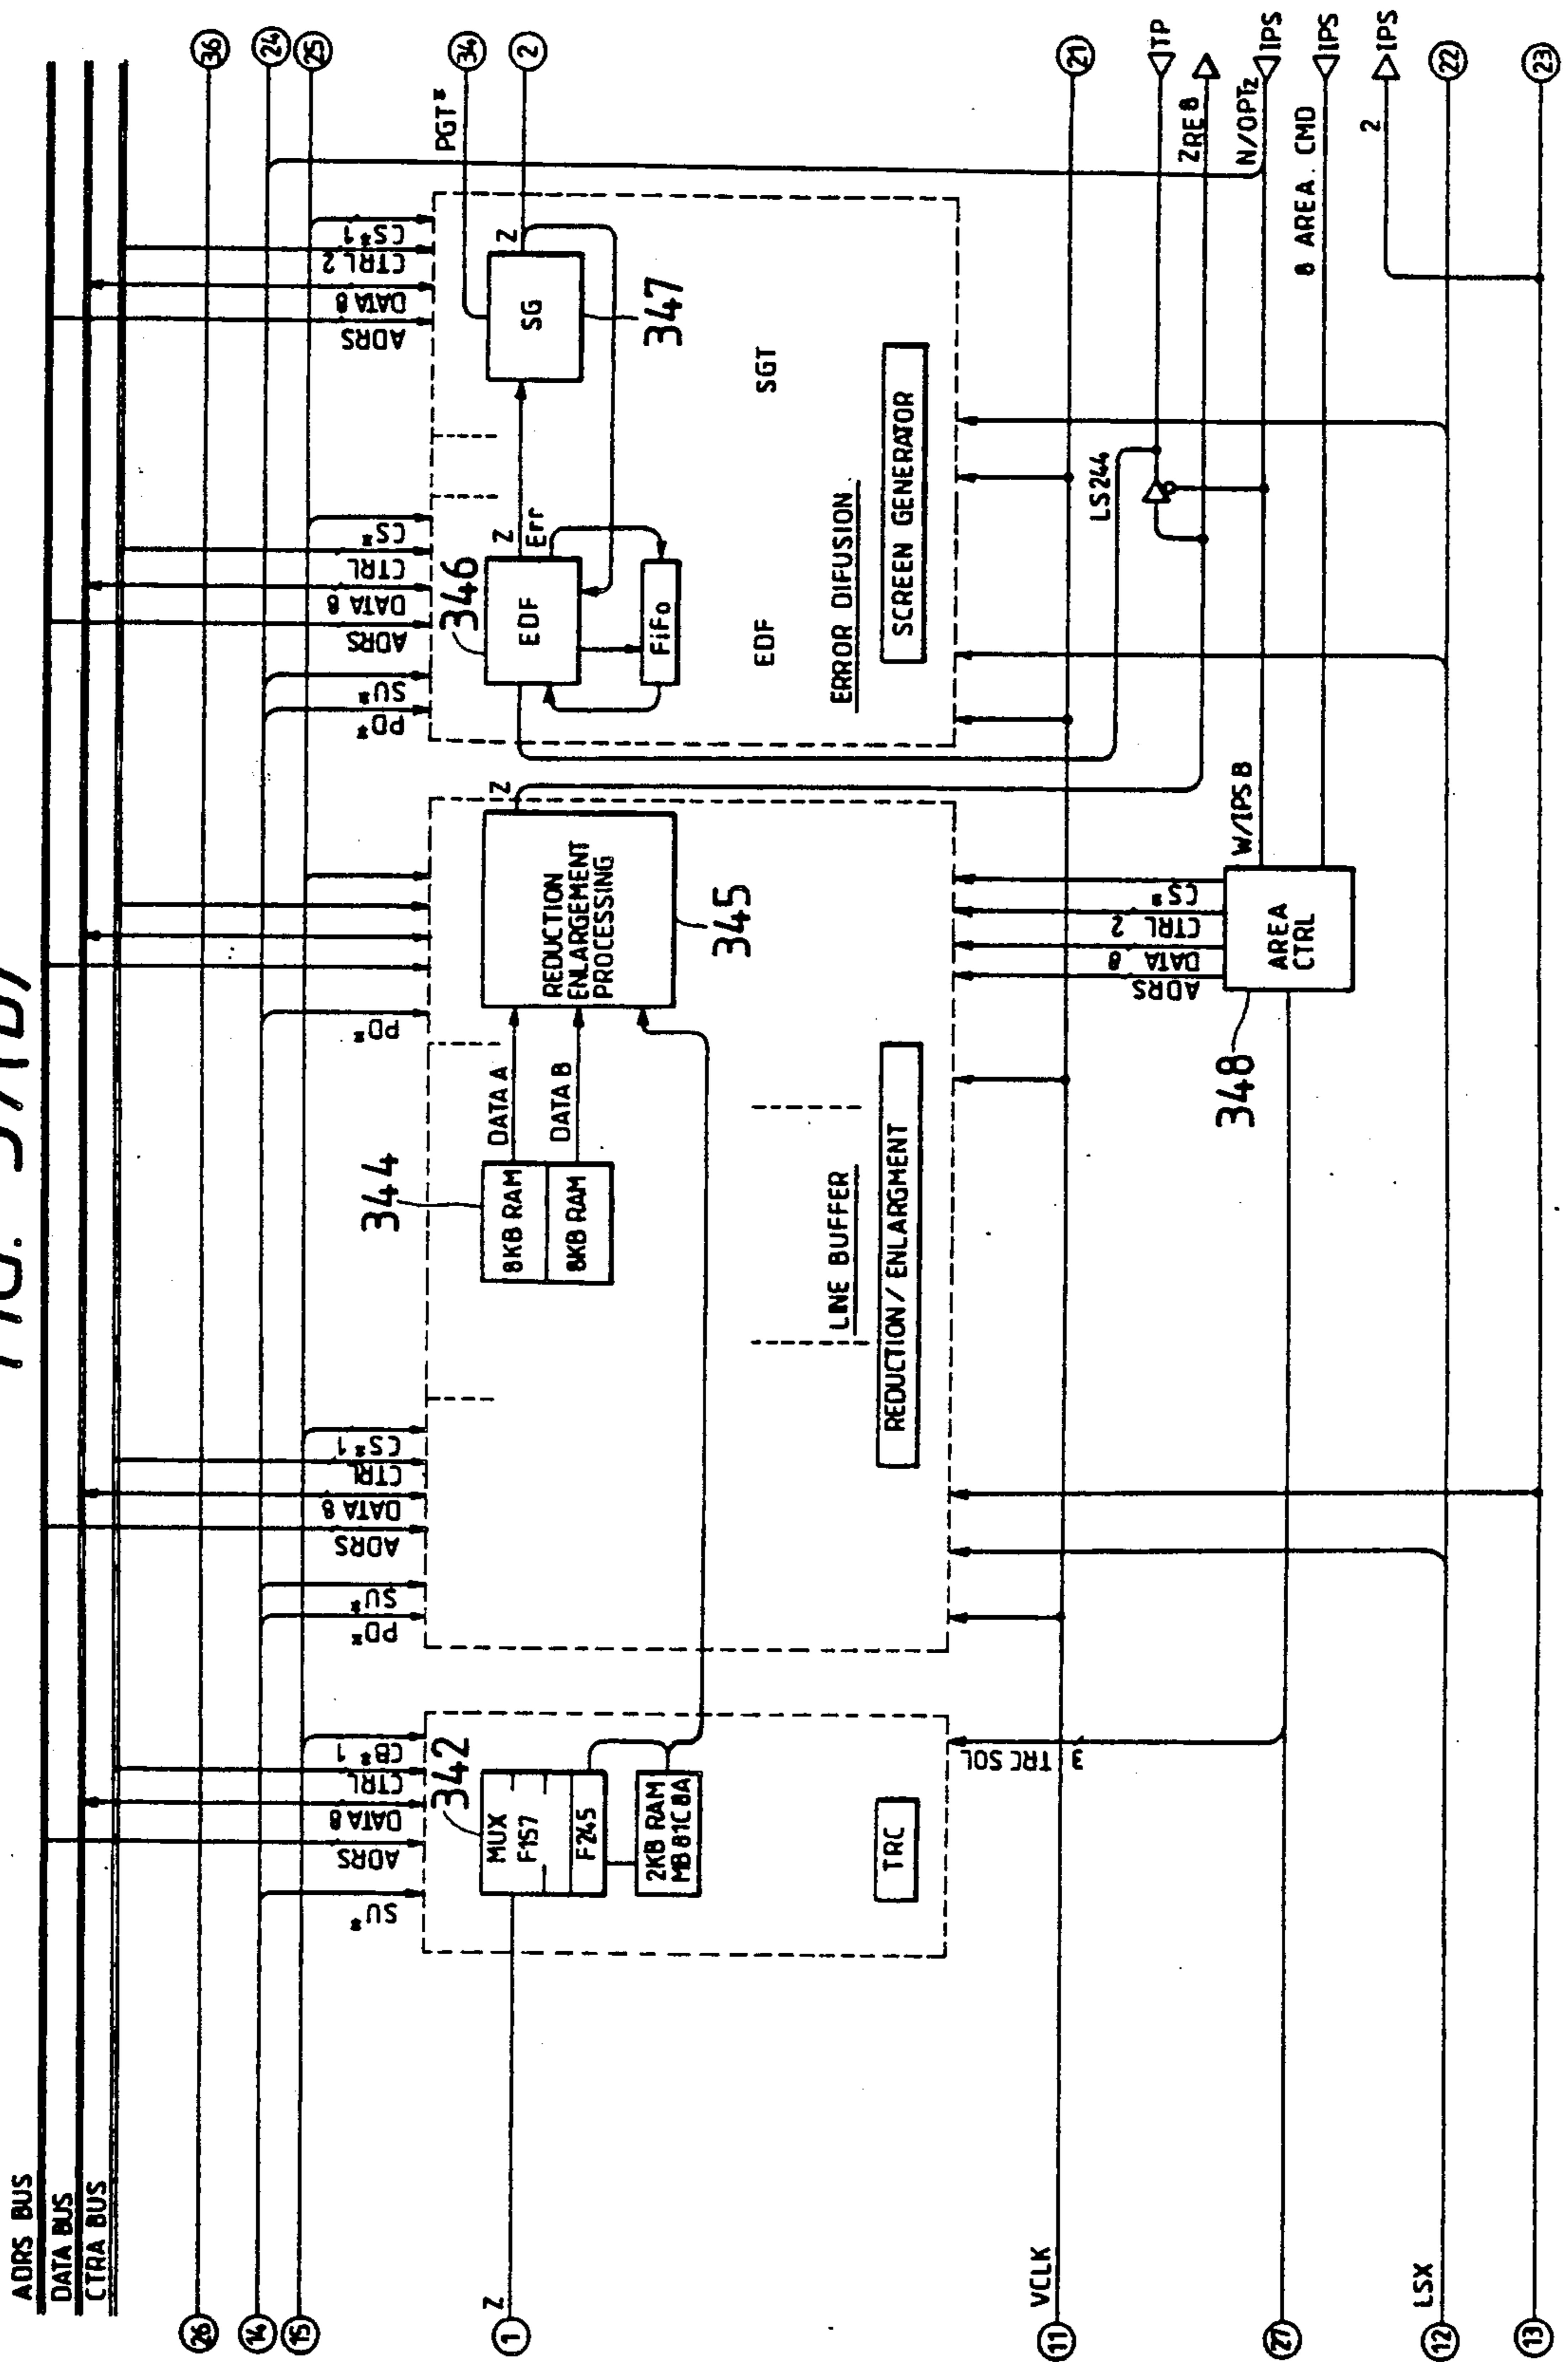 ADRS BUS
DATA BUS
CTRA BUS
26
36
14
24
15
25
SU*
ADRS
DATA 8
CTRL
CB*1
PD*
SU*
ADRS
DATA 8
CTRL
CS*1
PD*
PD*
SU*
ADRS
DATA 8
CTRL
CS*
ADRS
DATA 8
CTRL 2
CS*1
PGT*
34
1
Z
342
MUX
F157
F245
2KB RAM
MB81C8A
TRC
344
8KB RAM
8KB RAM
DATA A
DATA B
REDUCTION
ENLARGEMENT
PROCESSING
345
Z
LINE BUFFER
REDUCTION/ENLARGMENT
346
EDF
Z
Err
FiFo
SG
Z
2
347
EDF
SGT
ERROR DIFUSION
SCREEN GENERATOR
VCLK
11
21
LS244
TP
ZRE8
3 TRC SOL
ADRS
DATA 8
CTRL 2
CS*
W/IPS B
N/OPTz
IPS
27
348
AREA
CTRL
8 AREA. CMD
IPS
2
IPS
LSX
12
22
13
23